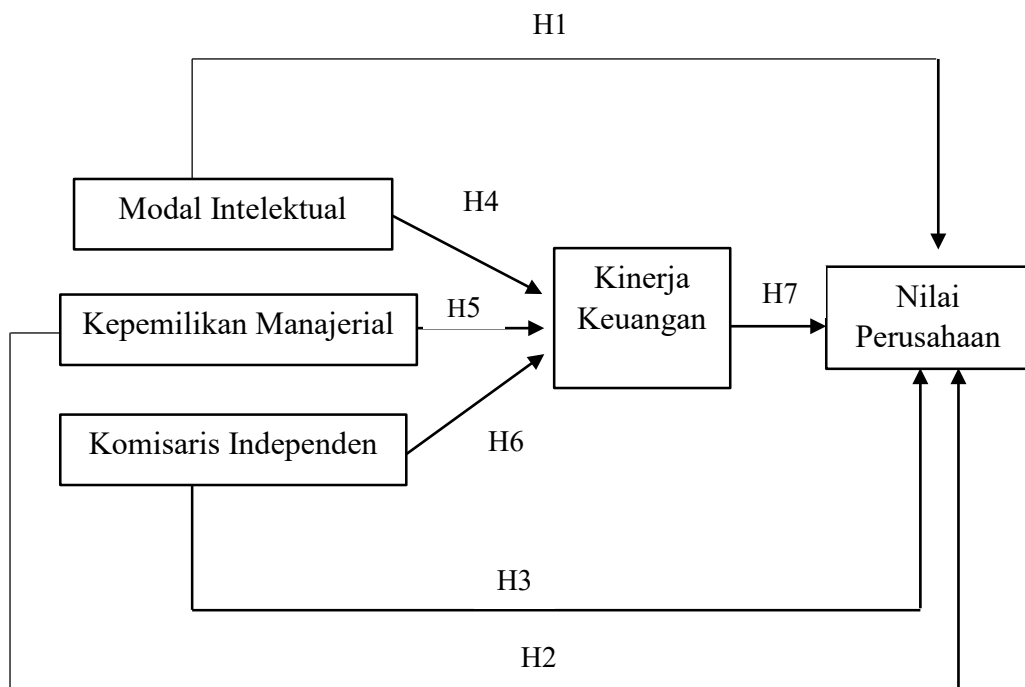 H1
Modal Intelektual
H4
Kepemilikan Manajerial
H5
Kinerja
Keuangan
H7
Nilai
Perusahaan
Komisaris Independen
H6
H3
H2